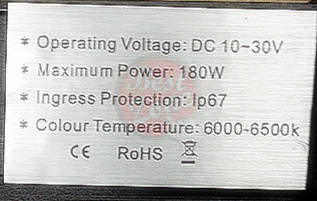 * Operating Voltage: DC 10~30V
* Maximum Power: 180W
* Ingress Protection: Ip67
* Colour Temperature: 6000-6500k
CE RoHS